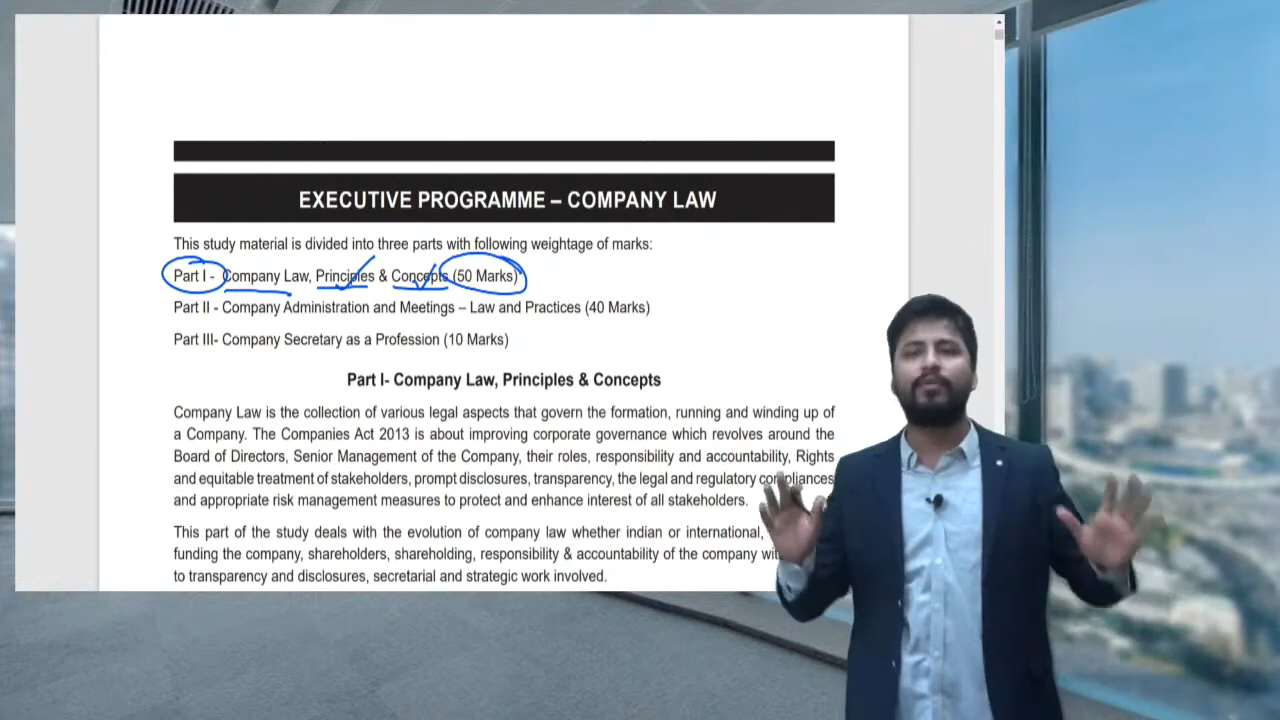 EXECUTIVE PROGRAMME – COMPANY LAW
This study material is divided into three parts with following weightage of marks:
Part I - Company Law, Principles & Concepts (50 Marks)
Part II - Company Administration and Meetings – Law and Practices (40 Marks)
Part III- Company Secretary as a Profession (10 Marks)
Part I- Company Law, Principles & Concepts
Company Law is the collection of various legal aspects that govern the formation, running and winding up of
a Company. The Companies Act 2013 is about improving corporate governance which revolves around the
Board of Directors, Senior Management of the Company, their roles, responsibility and accountability, Rights
and equitable treatment of stakeholders, prompt disclosures, transparency, the legal and regulatory compliances
and appropriate risk management measures to protect and enhance interest of all stakeholders.
This part of the study deals with the evolution of company law whether indian or international,
funding the company, shareholders, shareholding, responsibility & accountability of the company
to transparency and disclosures, secretarial and strategic work involved.